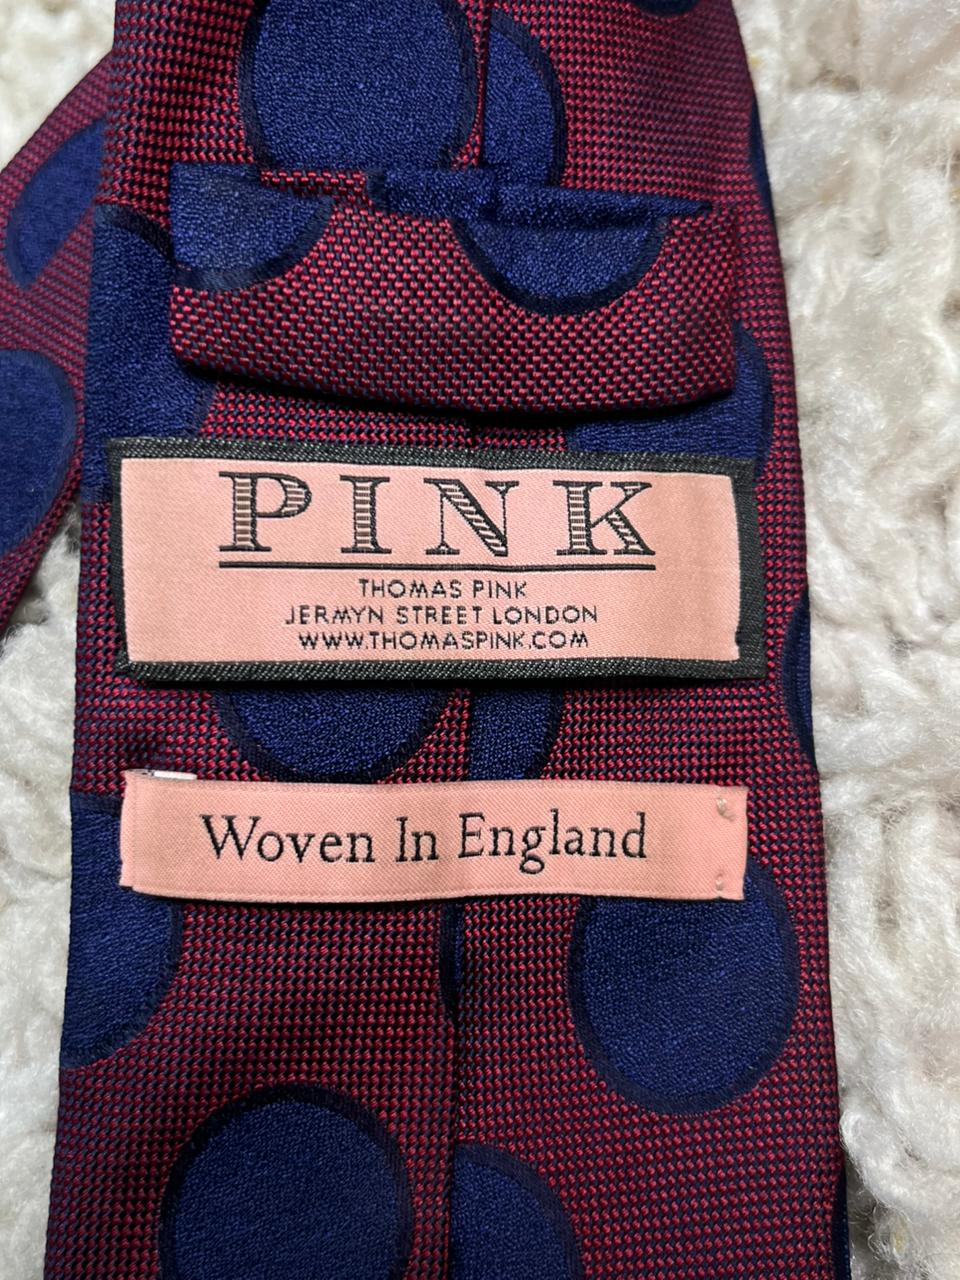 PINK
THOMAS PINK
JERMYN STREET LONDON
WWW.THOMASPINK.COM
Woven In England